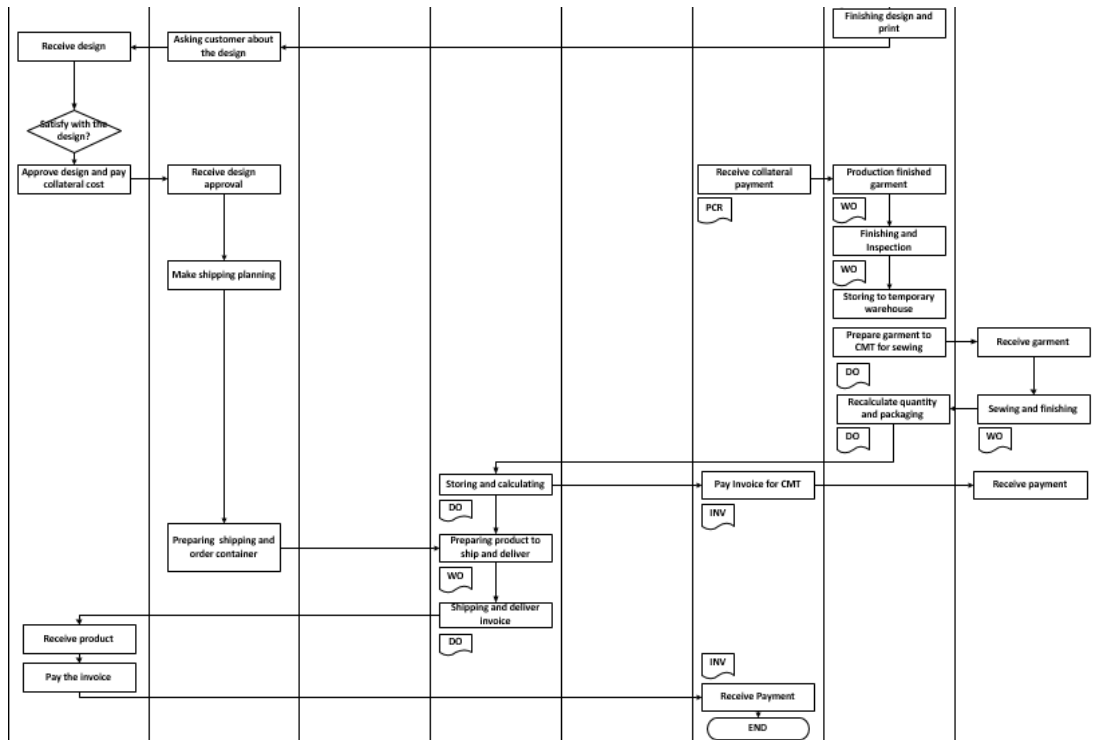 Finishing design and
print
Receive design
Asking customer about
the design
Satisfy with the
design?
Approve design and pay
collateral cost
Receive design
approval
Receive collateral
payment
Production finished
garment
PCR
WO
Finishing and
Inspection
Make shipping planning
WO
Storing to temporary
warehouse
Prepare garment to
CMT for sewing
Receive garment
DO
Recalculate quantity
and packaging
Sewing and finishing
DO
WO
Storing and calculating
Pay Invoice for CMT
Receive payment
DO
INV
Preparing shipping and
order container
Preparing product to
ship and deliver
WO
Shipping and deliver
invoice
Receive product
DO
INV
Pay the invoice
Receive Payment
END